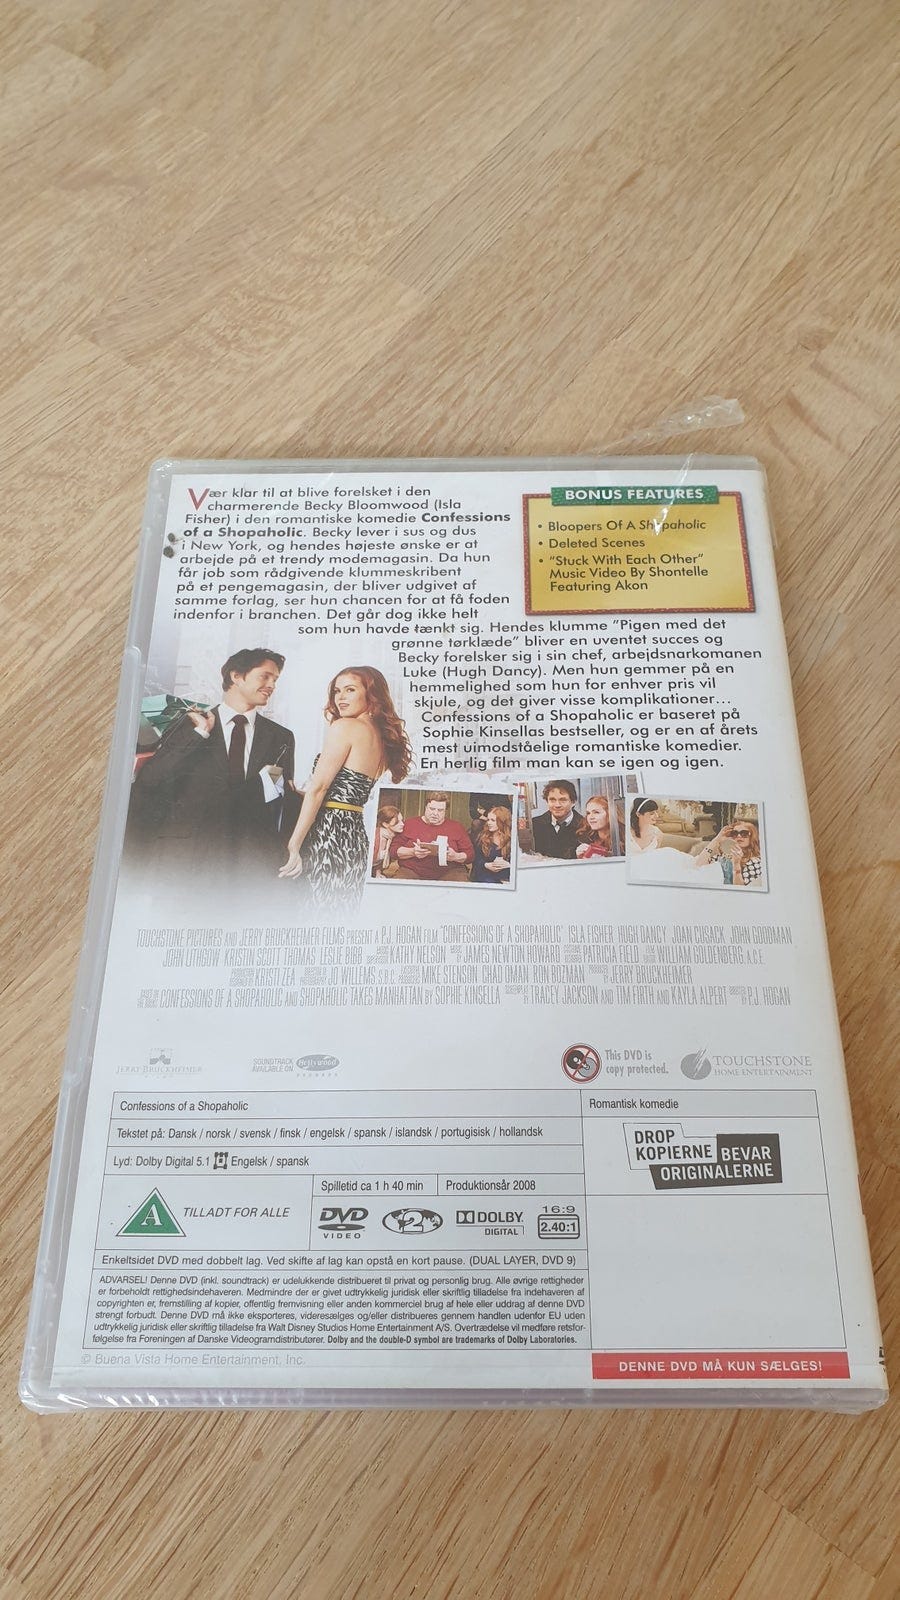 Vær klar til at blive forelsket i den
charmerende Becky Bloomwood (Isla
Fisher) i den romantiske komedie Confessions
of a Shopaholic. Becky lever i sus og dus
i New York, og hendes højeste ønske er at
arbejde på et trendy modemagasin. Da hun
får job som rådgivende klummeskribent
på et pengemagasin, der bliver udgivet af
samme forlag, ser hun chancen for at få foden
indenfor i branchen. Det går dog ikke helt
som hun havde tænkt sig. Hendes klumme "Pigen med det
grønne tørklæde" bliver en uventet succes og
Becky forelsker sig i sin chef, arbejdsnarkomanen
Luke (Hugh Dancy). Men hun gemmer på en
hemmelighed som hun for enhver pris vil
skjule, og det giver visse komplikationer...
Confessions of a Shopaholic er baseret på
Sophie Kinsellas bestseller, og er en af årets
mest uimodståelige romantiske komedier.
En herlig film man kan se igen og igen.
BONUS FEATURES
• Bloopers Of A Shopaholic
• Deleted Scenes
• "Stuck With Each Other"
Music Video By Shontelle
Featuring Akon
TOUCHSTONE PICTURES AND JERRY BRUCKHEIMER FILMS PRESENT A P.J. HOGAN FILM "CONFESSIONS OF A SHOPAHOLIC" ISLA FISHER HUGH DANCY JOAN CUSACK JOHN GOODMAN
JOHN LITHGOW KRISTIN SCOTT THOMAS LESLIE BIBB KATHY NELSON JAMES NEWTON HOWARD PATRICIA FIELD WILLIAM GOLDENBERG, A.C.E.
KRISTI ZEA JO WILLEMS, S.B.C. MIKE STENSON CHAD OMAN RON BOZMAN JERRY BRUCKHEIMER
CONFESSIONS OF A SHOPAHOLIC AND SHOPAHOLIC TAKES MANHATTAN BY SOPHIE KINSELLA TRACEY JACKSON AND TIM FIRTH AND KAYLA ALPERT P.J. HOGAN
JERRY BRUCKHEIMER
SOUNDTRACK
AVAILABLE ON
Hollywood
RECORDS
This DVD is
copy protected.
TOUCHSTONE
HOME ENTERTAINMENT
Confessions of a Shopaholic
Romantisk komedie
Tekstet på: Dansk / norsk / svensk / finsk / engelsk / spansk / islandsk / portugisisk / hollandsk
Lyd: Dolby Digital 5.1 Engelsk / spansk
DROP
KOPIERNE
BEVAR
ORIGINALERNE
A
TILLADT FOR ALLE
Spilletid ca 1 h 40 min
Produktionsår 2008
DVD
VIDEO
2
DOLBY
DIGITAL
16:9
2.40:1
Enkeltsidet DVD med dobbelt lag. Ved skifte af lag kan opstå en kort pause. (DUAL LAYER, DVD 9)
ADVARSEL! Denne DVD (inkl. soundtrack) er udelukkende distribueret til privat og personlig brug. Alle øvrige rettigheder
er forbeholdt rettighedsindehaveren. Medmindre der er givet udtrykkelig juridisk eller skriftlig tilladelse fra indehaveren af
copyrighten er, fremstilling af kopier, offentlig fremvisning eller anden kommerciel brug af hele eller uddrag af denne DVD
strengt forbudt. Denne DVD må ikke eksporteres, videresælges og/eller distribueres gennem handlen udenfor EU uden
udtrykkelig juridisk eller skriftlig tilladelse fra Walt Disney Studios Home Entertainment A/S. Overtrædelse vil medføre retsfor-
følgelse fra Foreningen af Danske Videogramdistributører. Dolby and the double-D symbol are trademarks of Dolby Laboratories.
© Buena Vista Home Entertainment, Inc.
DENNE DVD MÅ KUN SÆLGES!